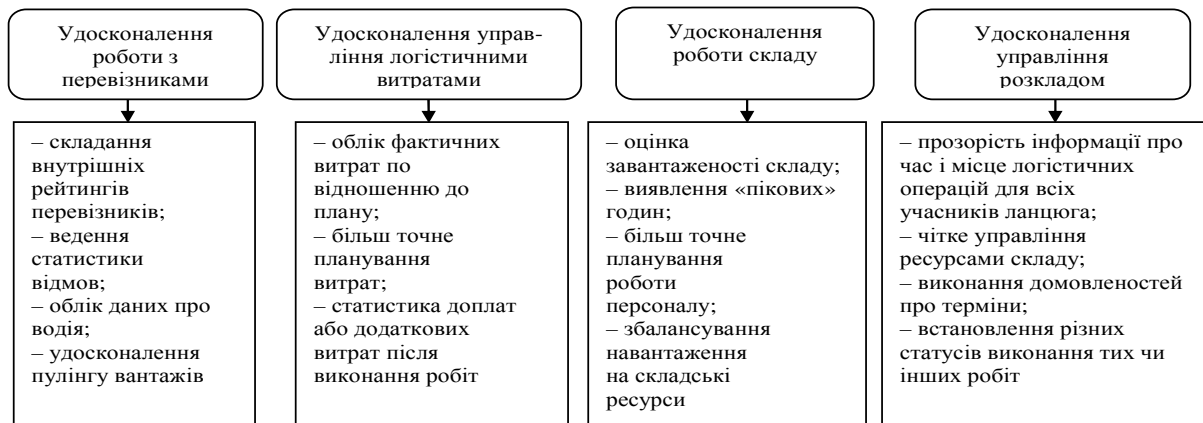 Удосконалення
роботи з
перевізниками
– складання
внутрішніх
рейтингів
перевізників;
– ведення
статистики
відмов;
– облік даних про
водія;
– удосконалення
пулінгу вантажів
Удосконалення управ-
ління логістичними
витратами
– облік фактичних
витрат по
відношенню до
плану;
– більш точне
планування
витрат;
– статистика доплат
або додаткових
витрат після
виконання робіт
Удосконалення
роботи складу
– оцінка
завантаженості складу;
– виявлення «пікових»
годин;
– більш точне
планування
роботи
персоналу;
– збалансування
навантаження
на складські
ресурси
Удосконалення
управління
розкладом
– прозорість інформації про
час і місце логістичних
операцій для всіх
учасників ланцюга;
– чітке управління
ресурсами складу;
– виконання домовленостей
про терміни;
– встановлення різних
статусів виконання тих чи
інших робіт